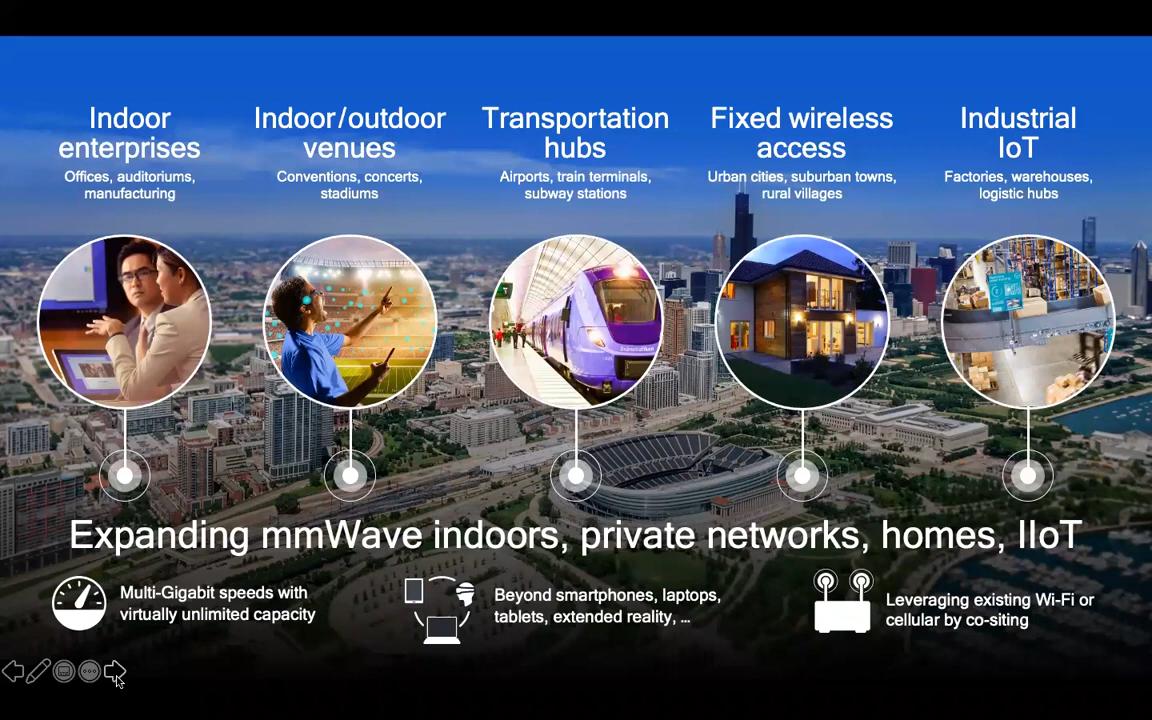 Indoor
enterprises
Offices, auditoriums,
manufacturing
Indoor/outdoor
venues
Conventions, concerts,
stadiums
Transportation
hubs
Airports, train terminals,
subway stations
Fixed wireless
access
Urban cities, suburban towns,
rural villages
Industrial
IoT
Factories, warehouses,
logistic hubs
Expanding mmWave indoors, private networks, homes, IIoT
Multi-Gigabit speeds with
virtually unlimited capacity
Beyond smartphones, laptops,
tablets, extended reality, ...
Leveraging existing Wi-Fi or
cellular by co-siting